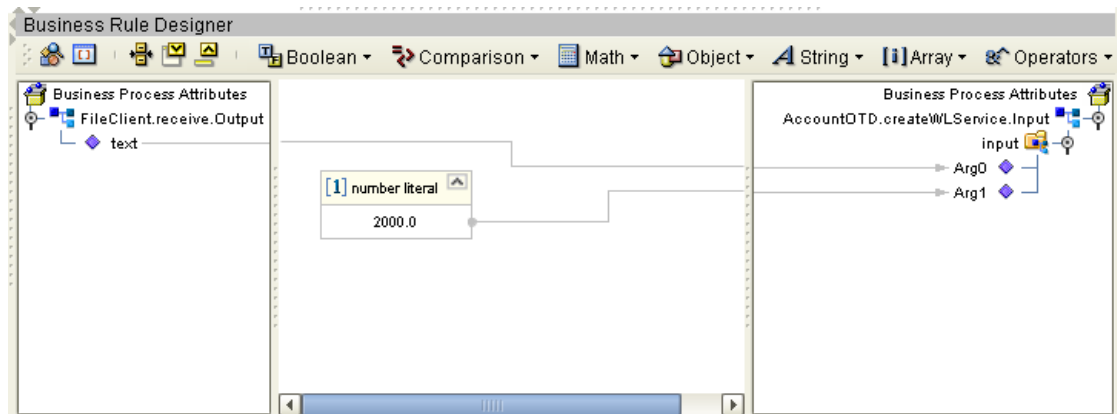 Business Rule Designer
Boolean Comparison Math Object String [i] Array Operators
Business Process Attributes
FileClient.receive.Output
text
[1] number literal
2000.0
Business Process Attributes
AccountOTD.createWLService.Input
input
Arg0
Arg1